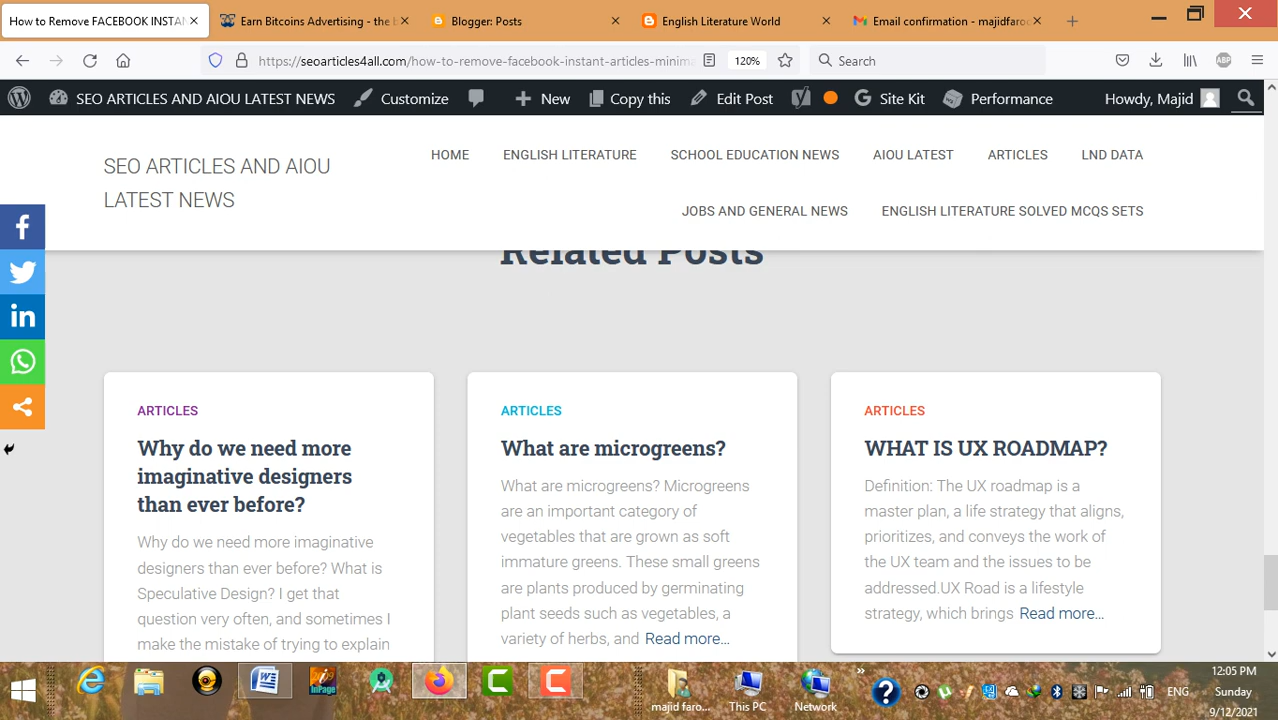 How to Remove FACEBOOK INSTAN
Earn Bitcoins Advertising - the b
Blogger: Posts
English Literature World
Email confirmation - majidfaroo
https://seoarticles4all.com/how-to-remove-facebook-instant-articles-minima
120%
Search
SEO ARTICLES AND AIOU LATEST NEWS
Customize
New
Copy this
Edit Post
Site Kit
Performance
Howdy, Majid
SEO ARTICLES AND AIOU
LATEST NEWS
HOME
ENGLISH LITERATURE
SCHOOL EDUCATION NEWS
AIOU LATEST
ARTICLES
LND DATA
JOBS AND GENERAL NEWS
ENGLISH LITERATURE SOLVED MCQS SETS
Related Posts
ARTICLES
Why do we need more
imaginative designers
than ever before?
Why do we need more imaginative
designers than ever before? What is
Speculative Design? I get that
question very often, and sometimes I
make the mistake of trying to explain
ARTICLES
What are microgreens?
What are microgreens? Microgreens
are an important category of
vegetables that are grown as soft
immature greens. These small greens
are plants produced by germinating
plant seeds such as vegetables, a
variety of herbs, and Read more...
ARTICLES
WHAT IS UX ROADMAP?
Definition: The UX roadmap is a
master plan, a life strategy that aligns,
prioritizes, and conveys the work of
the UX team and the issues to be
addressed.UX Road is a lifestyle
strategy, which brings Read more...
ABP
InPage
majid faro...
This PC
Network
ENG
12:05 PM
Sunday
9/12/2021